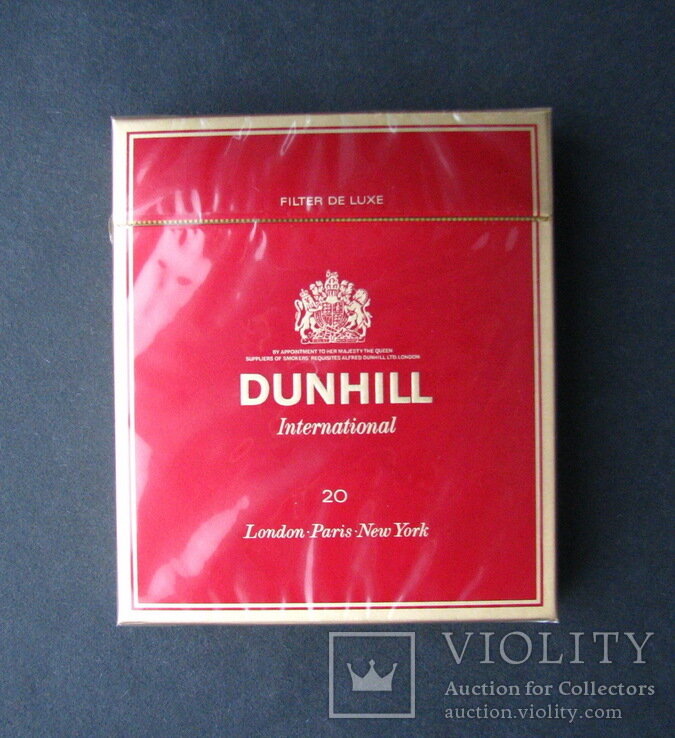 FILTER DE LUXE
BY APPOINTMENT TO HER MAJESTY THE QUEEN
SUPPLIERS OF SMOKERS' REQUISITES ALFRED DUNHILL LTD. LONDON
DUNHILL
International
20
London·Paris·New York
VIOLITY
Auction for Collectors
auction.violity.com